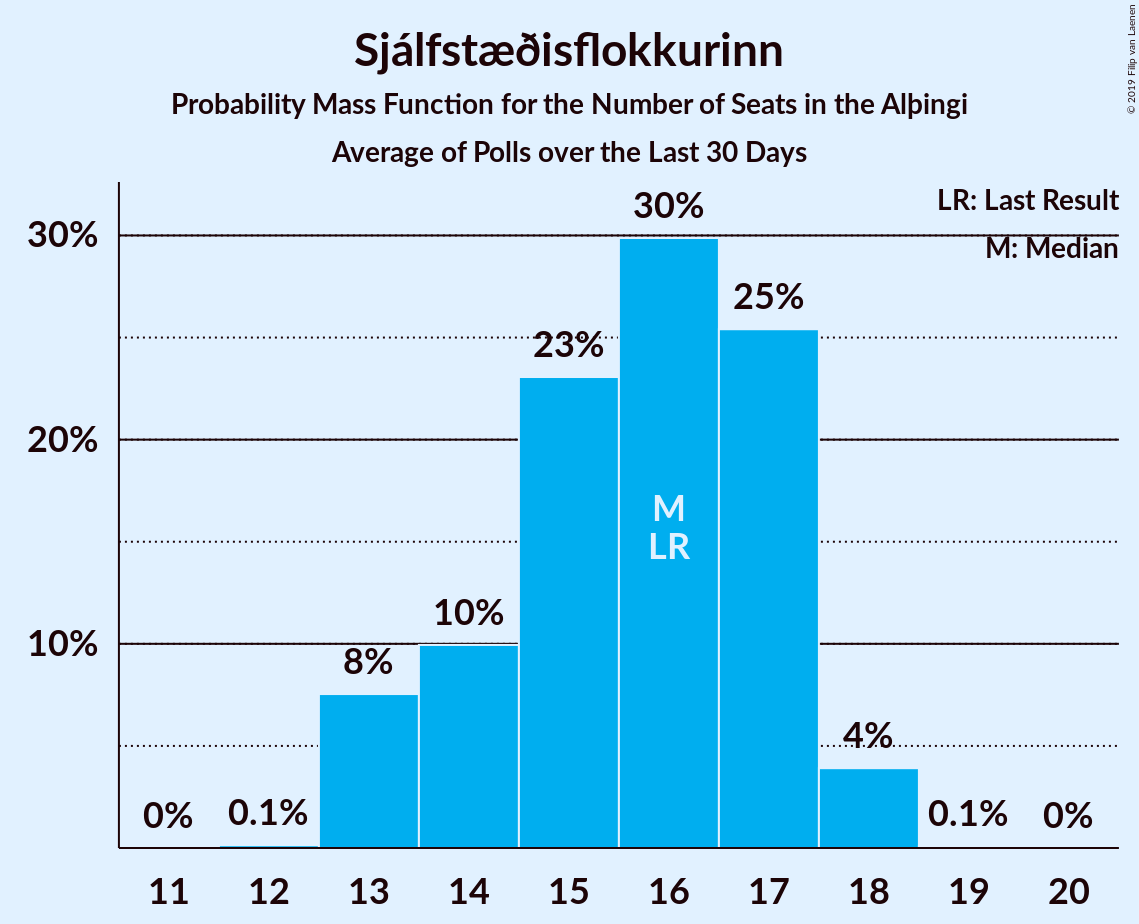 Sjálfstæðisflokkurinn
Probability Mass Function for the Number of Seats in the Alþingi
Average of Polls over the Last 30 Days
© 2019 Filip van Laenen
LR: Last Result
M: Median
30%
20%
10%
0%
0.1%
8%
10%
23%
30%
25%
4%
0.1%
0%
M
LR
11 12 13 14 15 16 17 18 19 20